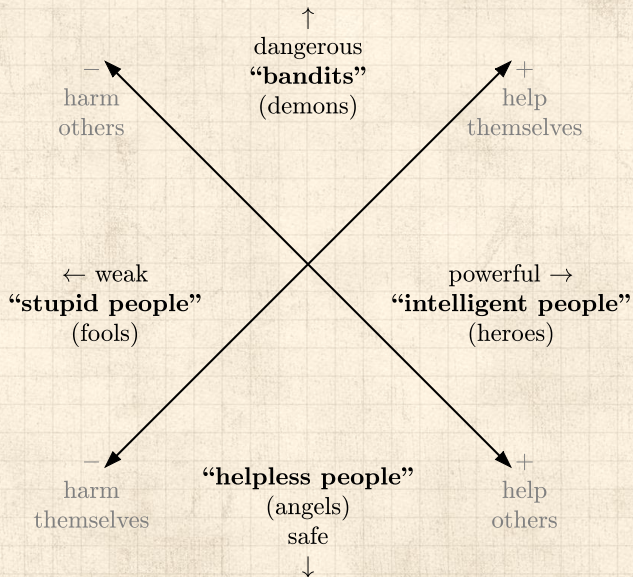 ↑
dangerous
“bandits”
(demons)
−
harm
others
+
help
themselves
← weak
“stupid people”
(fools)
powerful →
“intelligent people”
(heroes)
−
harm
themselves
“helpless people”
(angels)
safe
↓
+
help
others